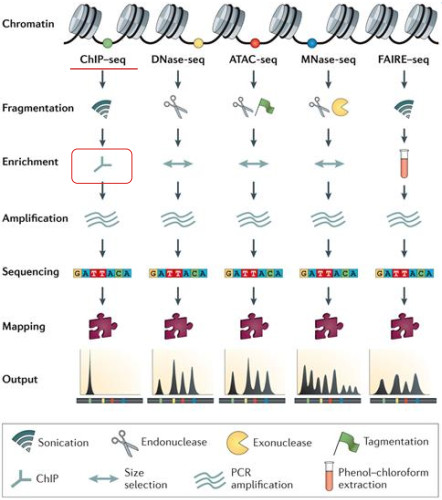 Chromatin
ChIP–seq DNase-seq ATAC-seq MNase-seq FAIRE–seq
Fragmentation
Enrichment
Amplification
Sequencing GATTACA GATTACA GATTACA GATTACA GATTACA
Mapping
Output
Sonication Endonuclease Exonuclease Tagmentation
ChIP Size selection PCR amplification Phenol–chloroform extraction